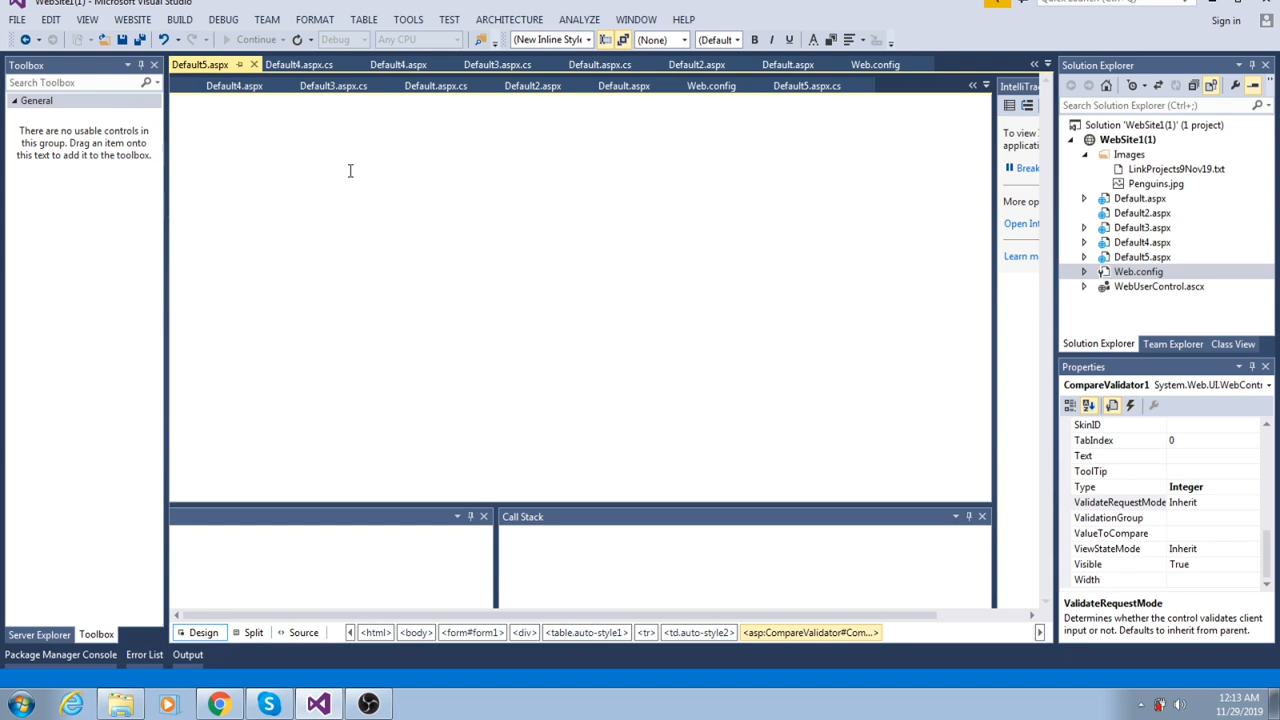 WebSite1(1) - Microsoft Visual Studio
Quick Launch (Ctrl+Q)
FILE EDIT VIEW WEBSITE BUILD DEBUG TEAM FORMAT TABLE TOOLS TEST ARCHITECTURE ANALYZE WINDOW HELP
Sign in
Continue Debug Any CPU (New Inline Style (None) (Default B I U A
Toolbox
Default5.aspx Default4.aspx.cs Default4.aspx Default3.aspx.cs Default.aspx.cs Default2.aspx Default.aspx Web.config
Solution Explorer
Search Toolbox
Default4.aspx Default3.aspx.cs Default.aspx.cs Default2.aspx Default.aspx Web.config Default5.aspx.cs
IntelliTra
General
Search Solution Explorer (Ctrl+;)
There are no usable controls in
this group. Drag an item onto
this text to add it to the toolbox.
To view I
applicatio
Break
More op
Open Int
Learn m
Solution 'WebSite1(1)' (1 project)
WebSite1(1)
Images
LinkProjects9Nov19.txt
Penguins.jpg
Default.aspx
Default2.aspx
Default3.aspx
Default4.aspx
Default5.aspx
Web.config
WebUserControl.ascx
Solution Explorer Team Explorer Class View
Properties
CompareValidator1 System.Web.UI.WebContr
SkinID
TabIndex 0
Text
ToolTip
Type Integer
ValidateRequestMode Inherit
ValidationGroup
ValueToCompare
ViewStateMode Inherit
Visible True
Width
ValidateRequestMode
Determines whether the control validates client
input or not. Defaults to inherit from parent.
Call Stack
Design Split Source <html> <body> <form#form1> <div> <table.auto-style1> <tr> <td.auto-style2> <asp:CompareValidator#Com...>
Server Explorer Toolbox
Package Manager Console Error List Output
12:13 AM
11/29/2019